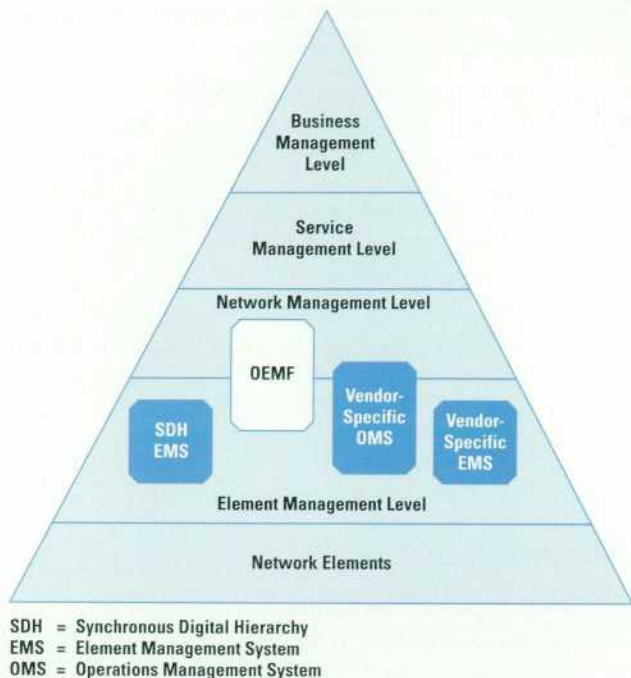 Business
Management
Level
Service
Management Level
Network Management Level
OEMF
Vendor-
Specific
OMS
SDH
EMS
Vendor-
Specific
EMS
Element Management Level
Network Elements
SDH = Synchronous Digital Hierarchy
EMS = Element Management System
OMS = Operations Management System